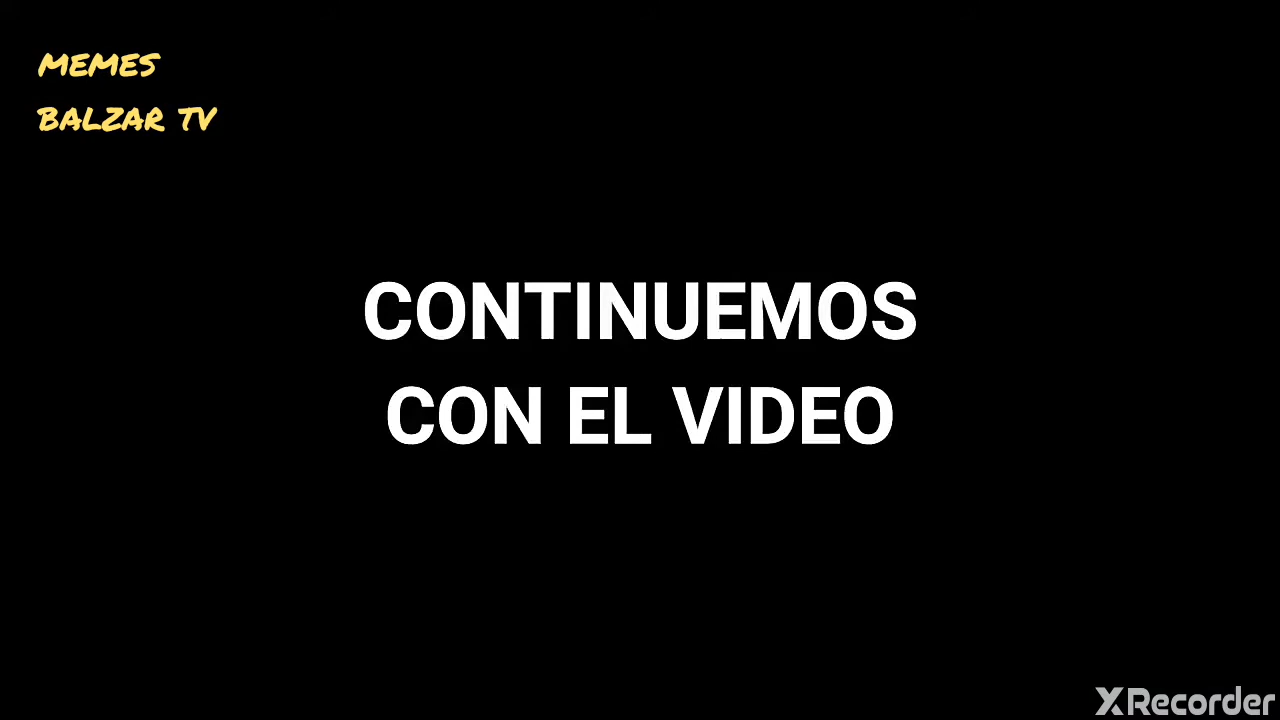 MEMES
BALZAR TV
CONTINUEMOS
CON EL VIDEO
XRecorder